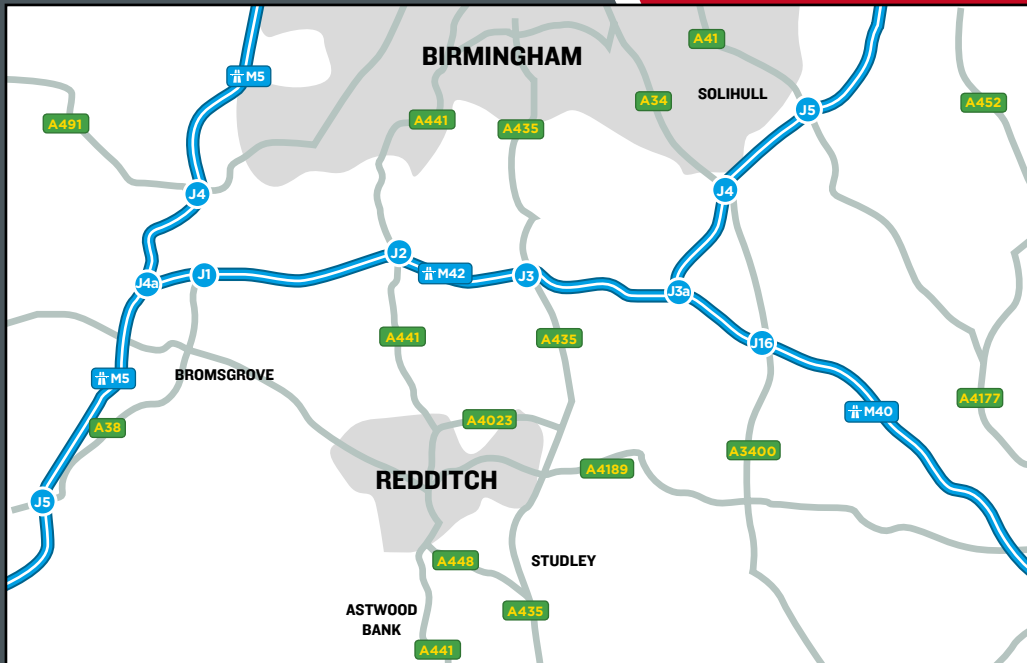 BIRMINGHAM
A41
M5
SOLIHULL
A34
A452
J5
A441
A491
A435
J4
J4
J2
J1
M42
J3
J4a
J3a
A441
A435
J16
BROMSGROVE
M5
A4177
M40
A4023
A38
A3400
A4189
REDDITCH
J5
A448
STUDLEY
ASTWOOD
BANK
A435
A441